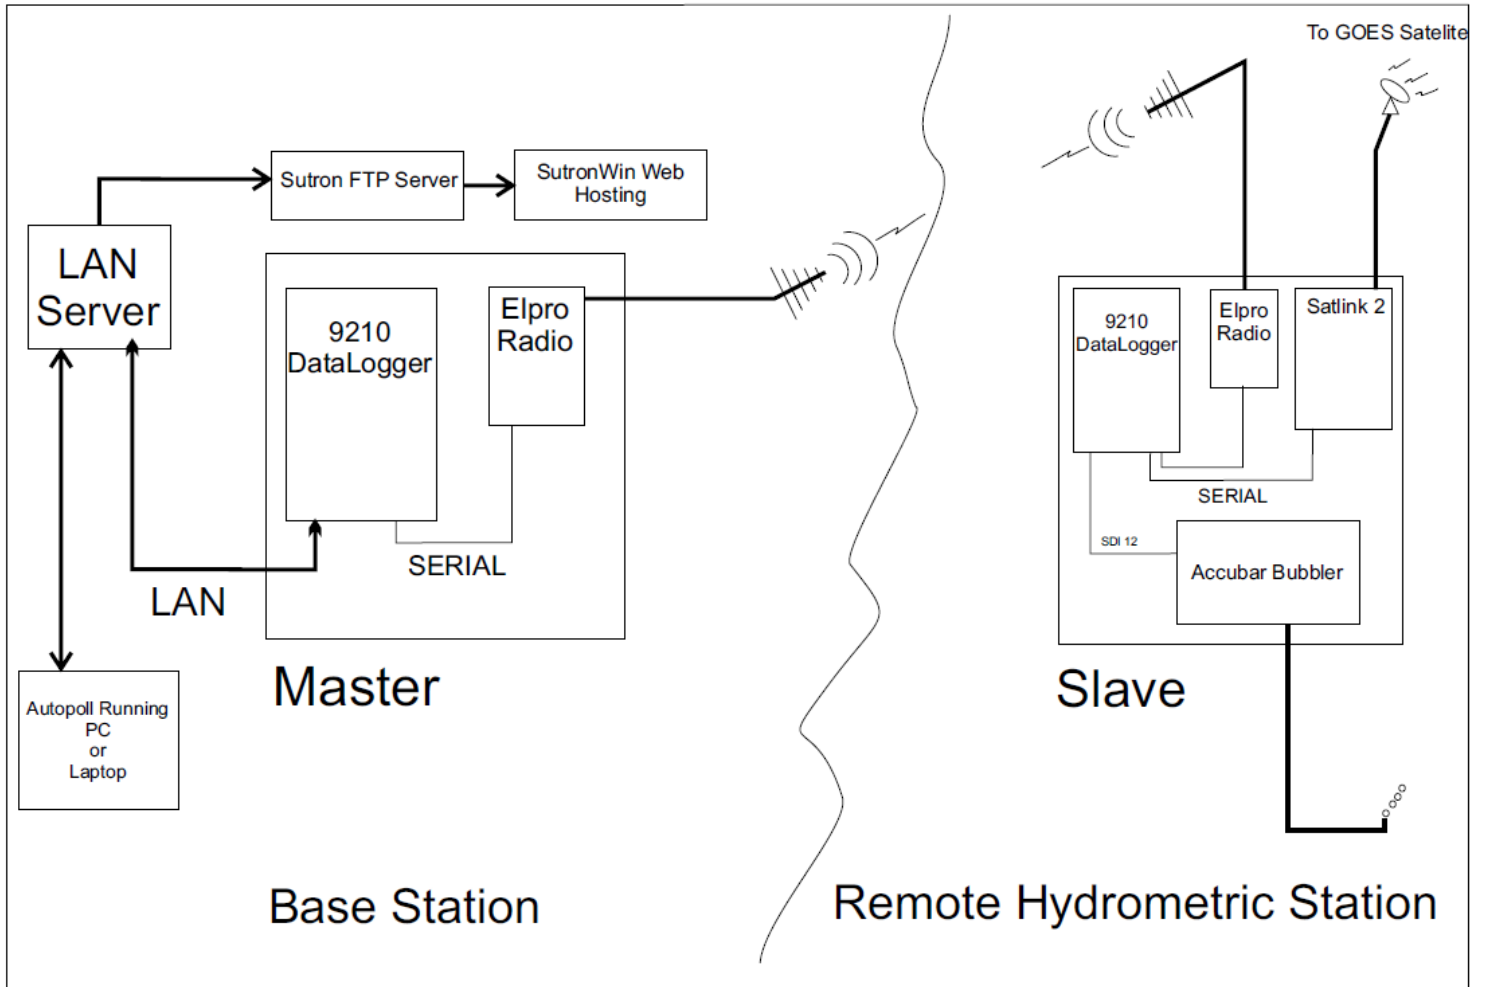 To GOES Satelite
Sutron FTP Server
SutronWin Web
Hosting
LAN
Server
9210
DataLogger
Elpro
Radio
SERIAL
LAN
Master
Autopoll Running
PC
or
Laptop
Base Station
9210
DataLogger
Elpro
Radio
Satlink 2
SERIAL
SDI 12
Accubar Bubbler
Slave
Remote Hydrometric Station